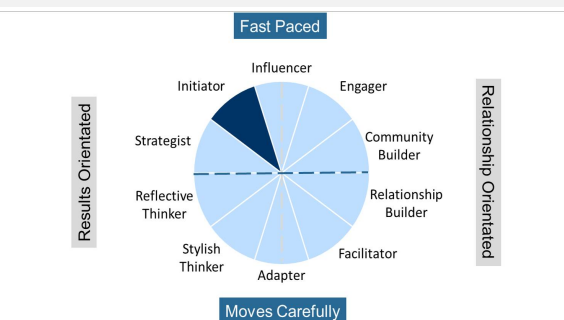 Fast Paced
Influencer
Initiator
Engager
Strategist
Community
Builder
Results Orientated
Relationship Orientated
Reflective
Thinker
Relationship
Builder
Stylish
Thinker
Facilitator
Adapter
Moves Carefully